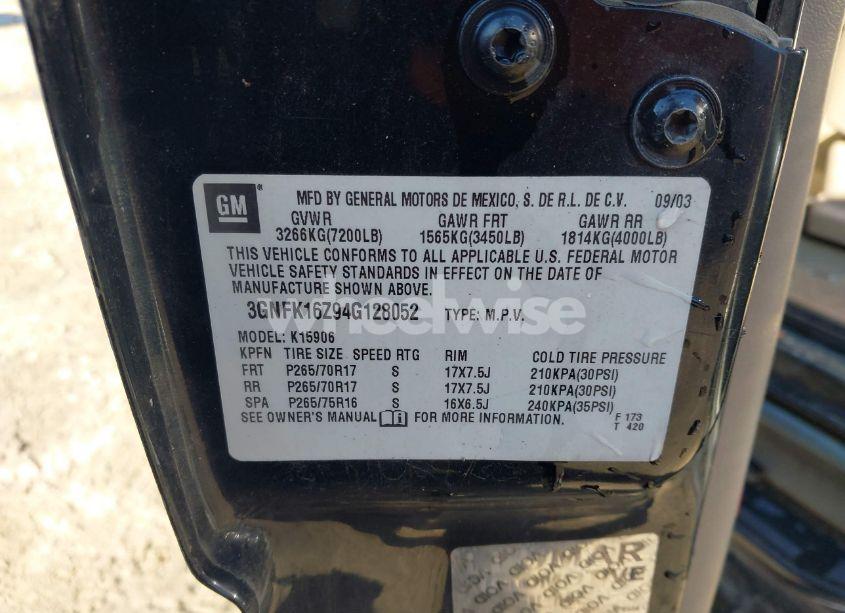 GM ® MFD BY GENERAL MOTORS DE MEXICO, S. DE R.L. DE C.V. 09/03
GVWR GAWR FRT GAWR RR
3266KG(7200LB) 1565KG(3450LB) 1814KG(4000LB)
THIS VEHICLE CONFORMS TO ALL APPLICABLE U.S. FEDERAL MOTOR
VEHICLE SAFETY STANDARDS IN EFFECT ON THE DATE OF
MANUFACTURE SHOWN ABOVE.
3GNFK16Z94G128052 TYPE: M.P.V.
wheelwise
MODEL: K15906
KPFN TIRE SIZE SPEED RTG RIM COLD TIRE PRESSURE
FRT P265/70R17 S 17X7.5J 210KPA(30PSI)
RR P265/70R17 S 17X7.5J 210KPA(30PSI)
SPA P265/75R16 S 16X6.5J 240KPA(35PSI)
SEE OWNER'S MANUAL FOR MORE INFORMATION. F 173
T 420
VOID VOID VOID